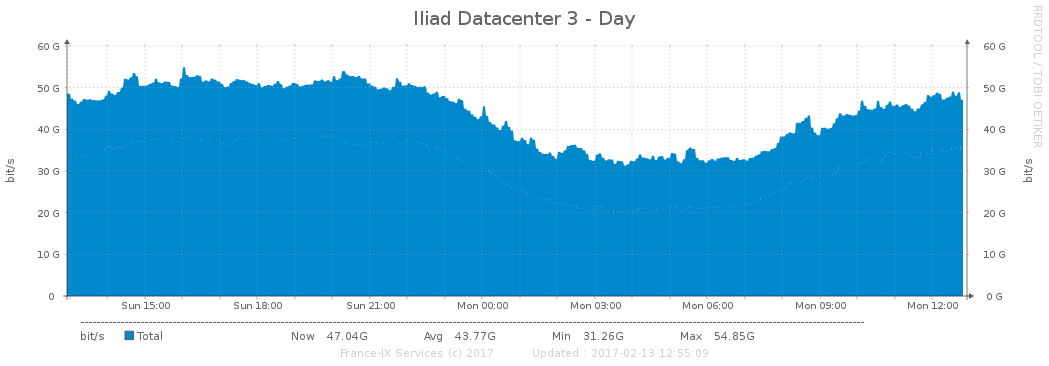 Iliad Datacenter 3 - Day
RRDTOOL / TOBI OETIKER
60 G 60 G
50 G 50 G
40 G 40 G
30 G 30 G
20 G 20 G
10 G 10 G
0 0 G
bit/s bit/s
Sun 15:00 Sun 18:00 Sun 21:00 Mon 00:00 Mon 03:00 Mon 06:00 Mon 09:00 Mon 12:00
bit/s Total Now 47.04G Avg 43.77G Min 31.26G Max 54.85G
France-IX Services (c) 2017 Updated : 2017-02-13 12:55:09